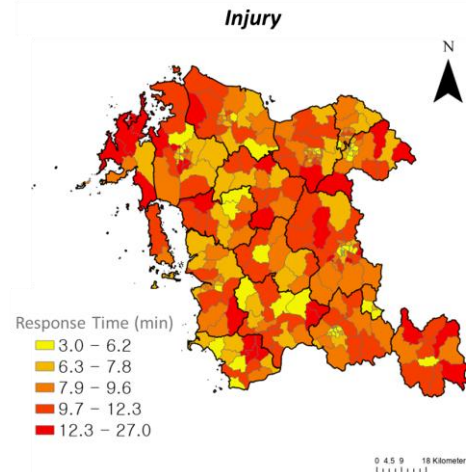 Injury
N
Response Time (min)
3.0 – 6.2
6.3 – 7.8
7.9 – 9.6
9.7 – 12.3
12.3 – 27.0
0 4.5 9 18 Kilometer